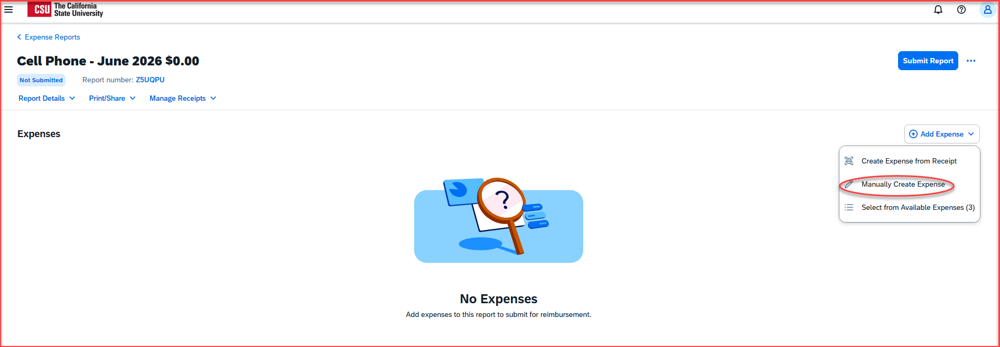 CSU The California
State University
Expense Reports
Cell Phone - June 2026 $0.00
Submit Report
Not Submitted
Report number: Z5UQPU
Report Details
Print/Share
Manage Receipts
Expenses
Add Expense
Create Expense from Receipt
Manually Create Expense
Select from Available Expenses (3)
?
No Expenses
Add expenses to this report to submit for reimbursement.